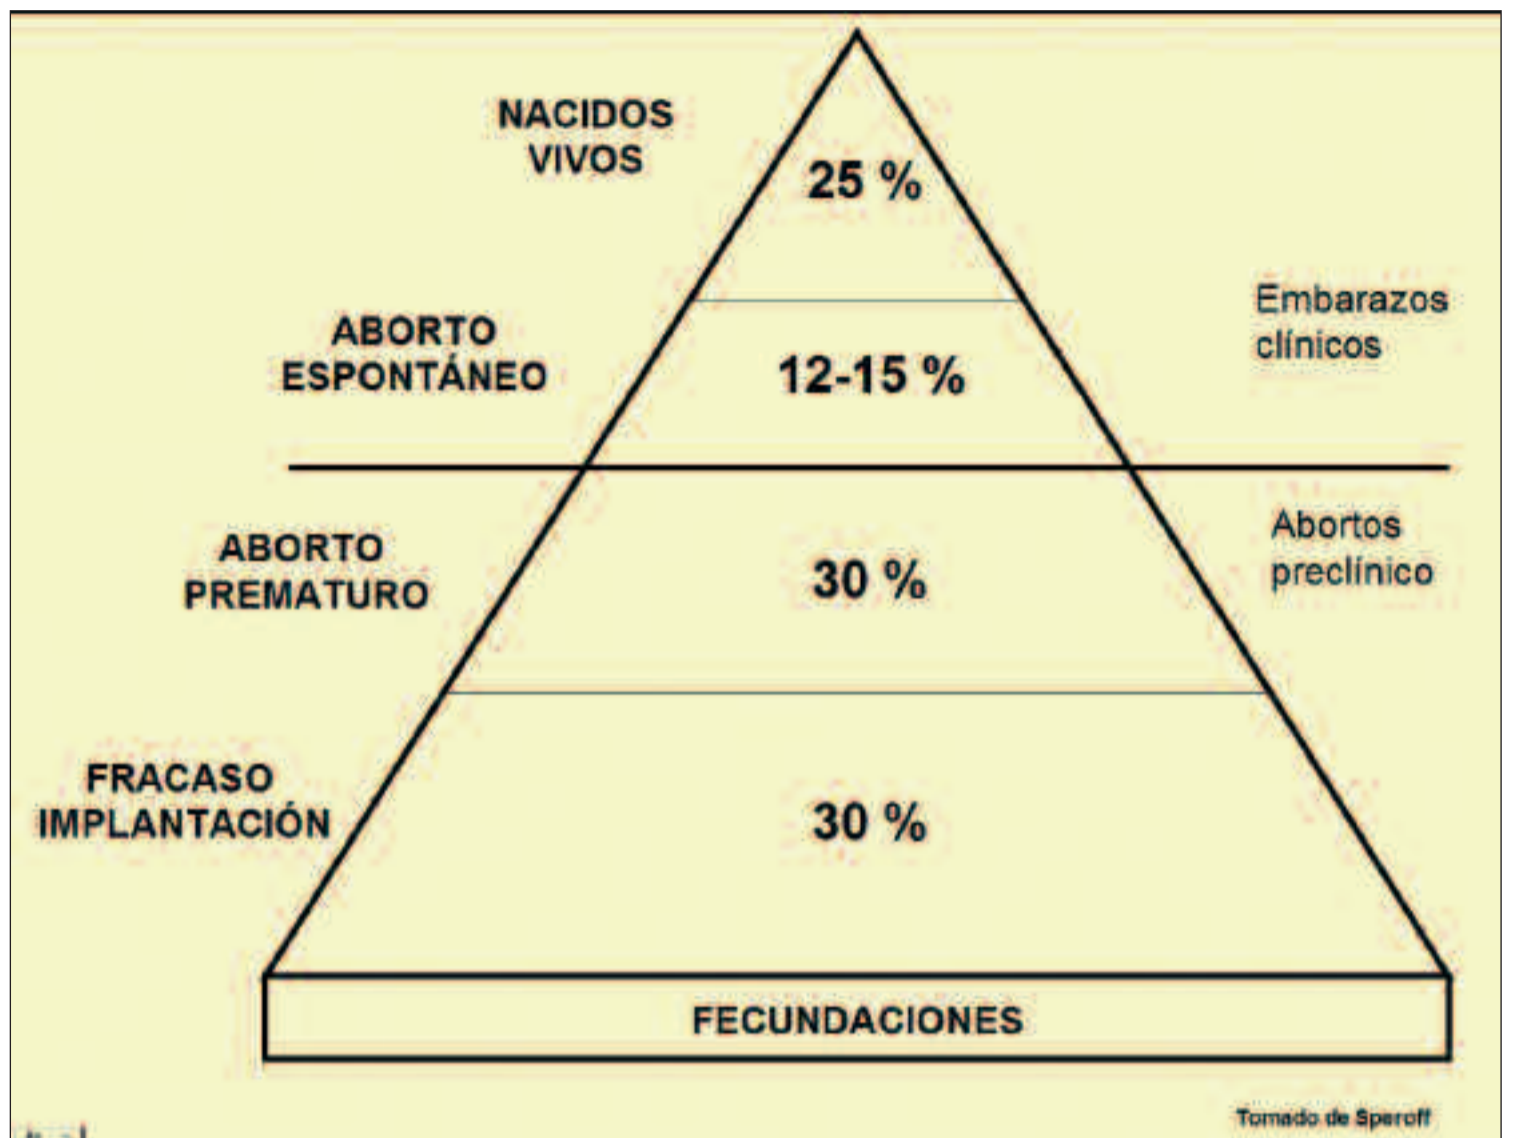 NACIDOS
VIVOS
25 %
ABORTO
ESPONTÁNEO
12-15 %
Embarazos
clínicos
ABORTO
PREMATURO
30 %
Abortos
preclínico
FRACASO
IMPLANTACIÓN
30 %
FECUNDACIONES
Tomado de Speroff